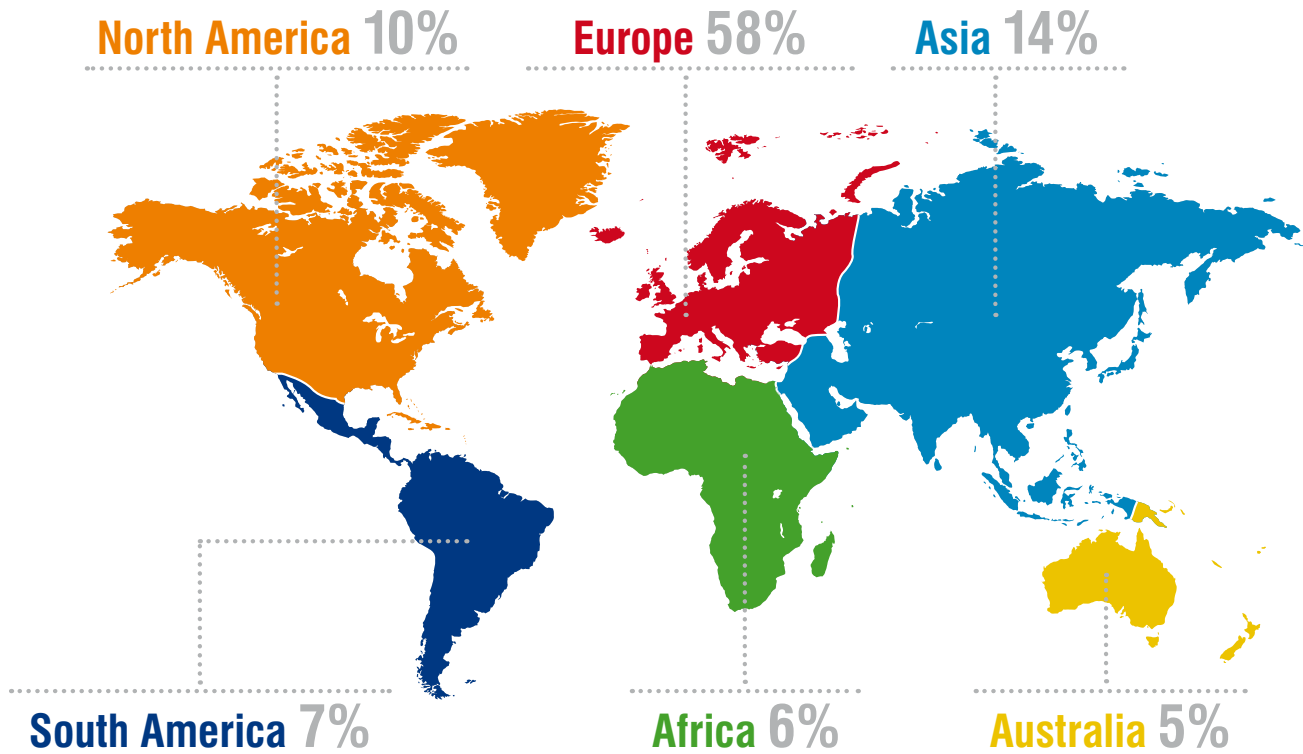 North America 10%
Europe 58%
Asia 14%
South America 7%
Africa 6%
Australia 5%